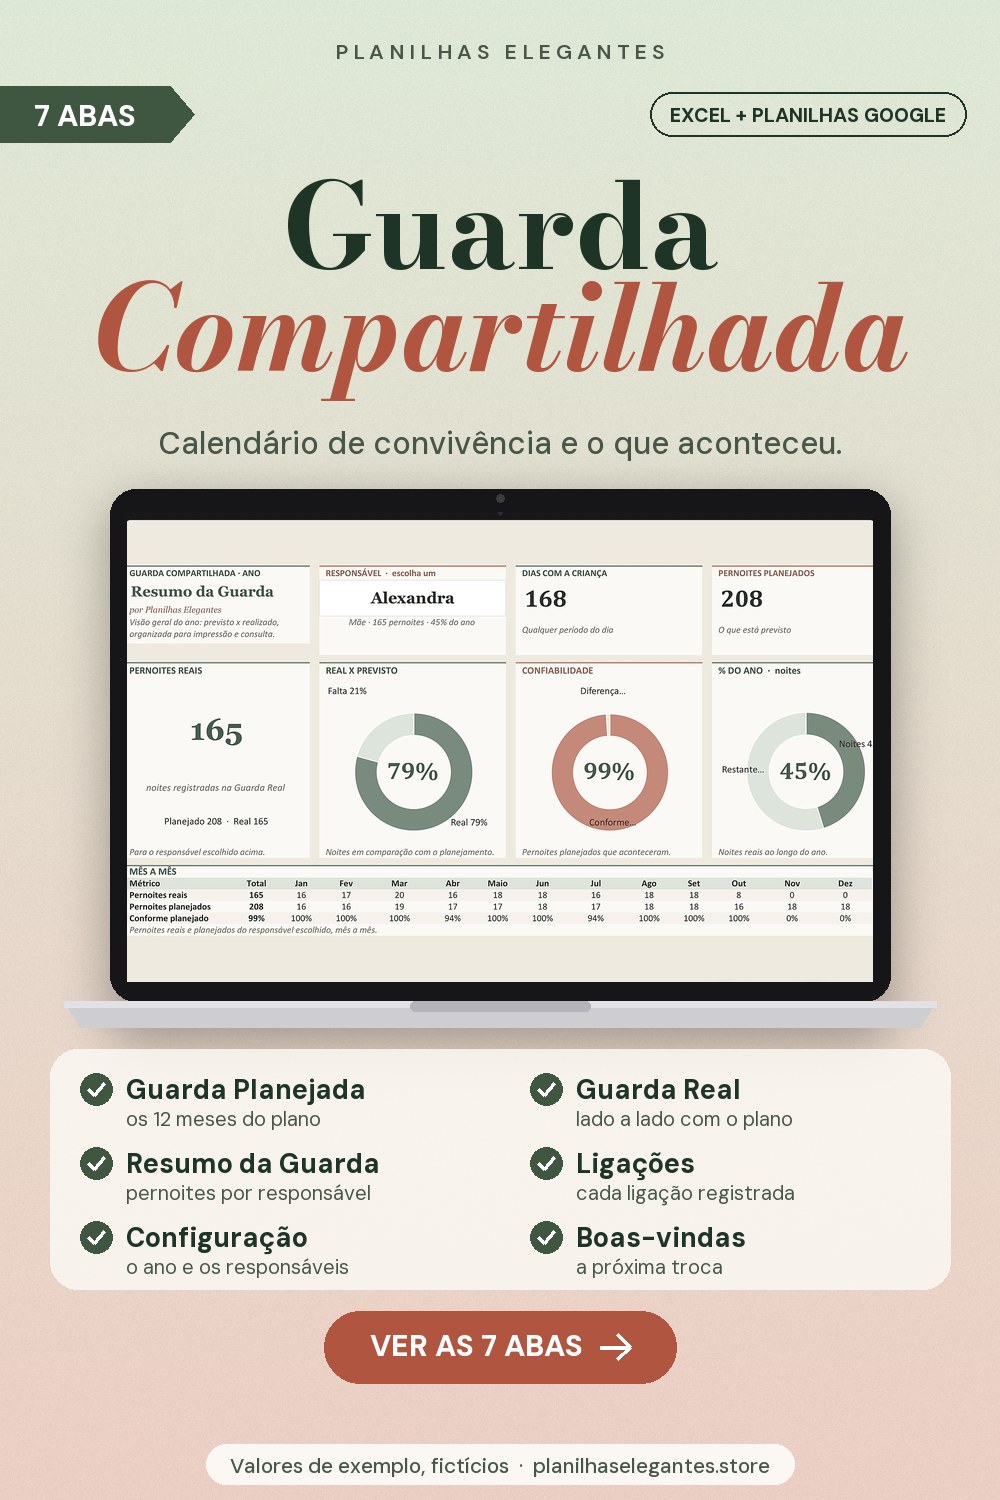 PLANILHAS ELEGANTES
7 ABAS
EXCEL + PLANILHAS GOOGLE
Guarda
Compartilhada
Calendário de convivência e o que aconteceu.
GUARDA COMPARTILHADA · ANO
Resumo da Guarda
por Planilhas Elegantes
Visão geral do ano: previsto x realizado,
organizada para impressão e consulta.
RESPONSÁVEL · escolha um
Alexandra
Mãe · 165 pernoites · 45% do ano
DIAS COM A CRIANÇA
168
Qualquer período do dia
PERNOITES PLANEJADOS
208
O que está previsto
PERNOITES REAIS
165
noites registradas na Guarda Real
Planejado 208 · Real 165
Para o responsável escolhido acima.
REAL X PREVISTO
Falta 21%
79%
Real 79%
Noites em comparação com o planejamento.
CONFIABILIDADE
Diferença...
99%
Conforme...
Pernoites planejados que aconteceram.
% DO ANO · noites
Noites 4
Restante...
45%
Noites reais ao longo do ano.
MÊS A MÊS
Métrico Total Jan Fev Mar Abr Maio Jun Jul Ago Set Out Nov Dez
Pernoites reais 165 16 17 20 16 18 18 16 18 18 8 0 0
Pernoites planejados 208 16 16 19 17 17 18 17 18 18 16 18 18
Conforme planejado 99% 100% 100% 100% 94% 100% 100% 94% 100% 100% 100% 0% 0%
Pernoites reais e planejados do responsável escolhido, mês a mês.
Guarda Planejada
os 12 meses do plano
Guarda Real
lado a lado com o plano
Resumo da Guarda
pernoites por responsável
Ligações
cada ligação registrada
Configuração
o ano e os responsáveis
Boas-vindas
a próxima troca
VER AS 7 ABAS →
Valores de exemplo, fictícios · planilhaselegantes.store